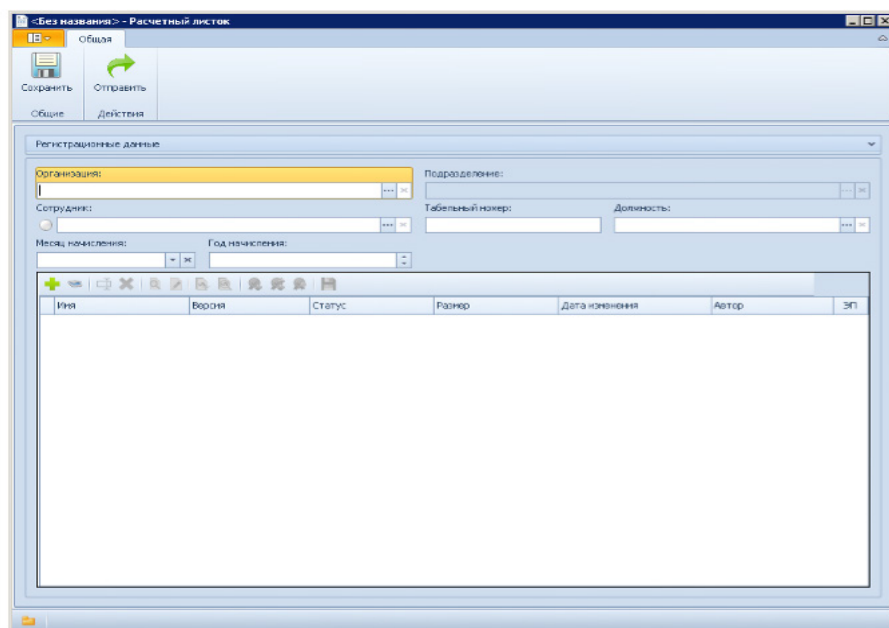 <Без названия> - Расчетный листок
Общая
Сохранить Отправить
Общие Действия
Регистрационные данные
Организация: Подразделение:
Сотрудник: Табельный номер: Должность:
Месяц начисления: Год начисления:
Имя Версия Статус Размер Дата изменения Автор ЭП